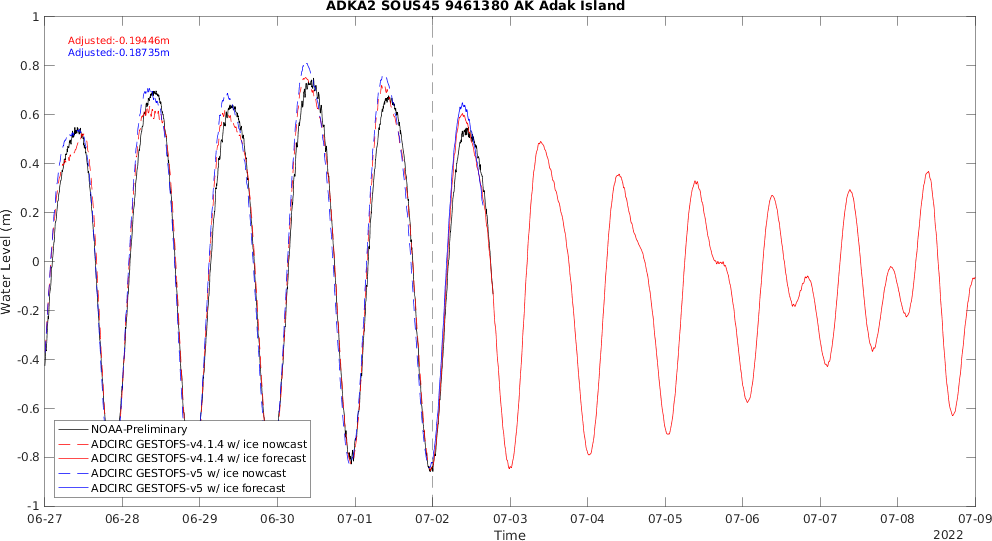 ADKA2 SOUS45 9461380 AK Adak Island
Adjusted:-0.19446m
Adjusted:-0.18735m
Water Level (m)
1
0.8
0.6
0.4
0.2
0
-0.2
-0.4
-0.6
-0.8
-1
NOAA-Preliminary
ADCIRC GESTOFS-v4.1.4 w/ ice nowcast
ADCIRC GESTOFS-v4.1.4 w/ ice forecast
ADCIRC GESTOFS-v5 w/ ice nowcast
ADCIRC GESTOFS-v5 w/ ice forecast
06-27 06-28 06-29 06-30 07-01 07-02 07-03 07-04 07-05 07-06 07-07 07-08 07-09
Time
2022